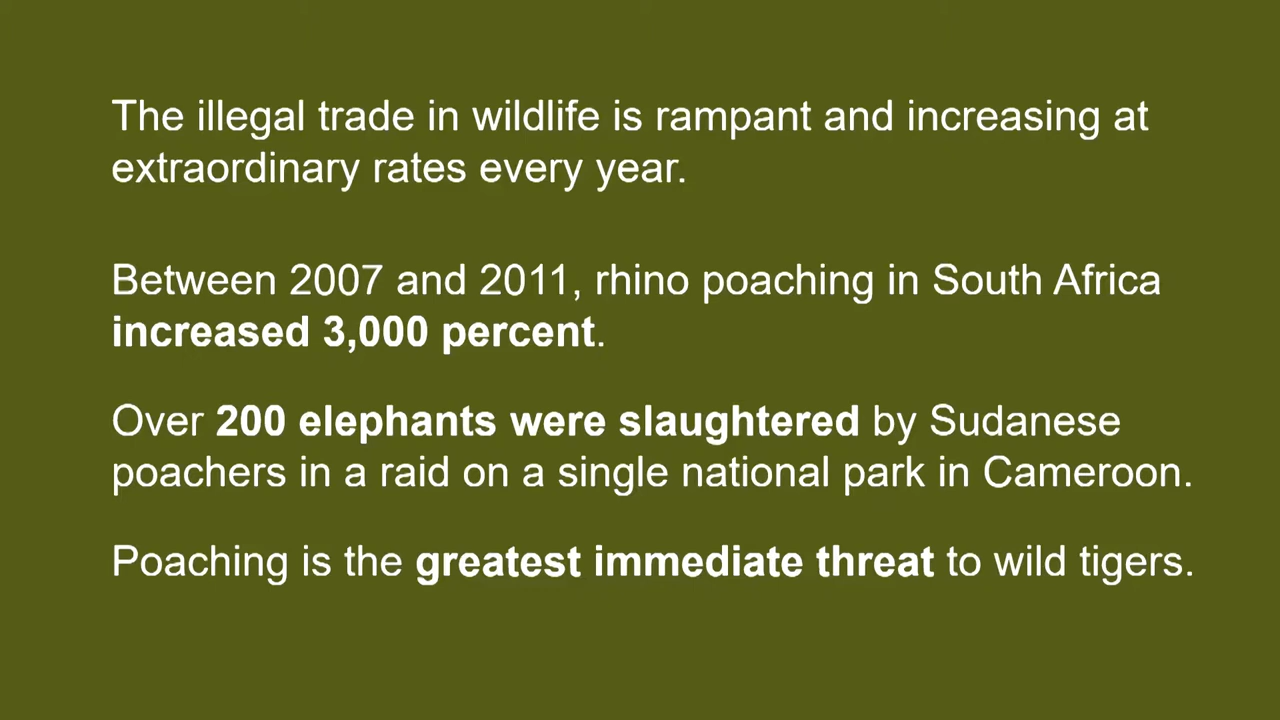 The illegal trade in wildlife is rampant and increasing at
extraordinary rates every year.
Between 2007 and 2011, rhino poaching in South Africa
increased 3,000 percent.
Over 200 elephants were slaughtered by Sudanese
poachers in a raid on a single national park in Cameroon.
Poaching is the greatest immediate threat to wild tigers.